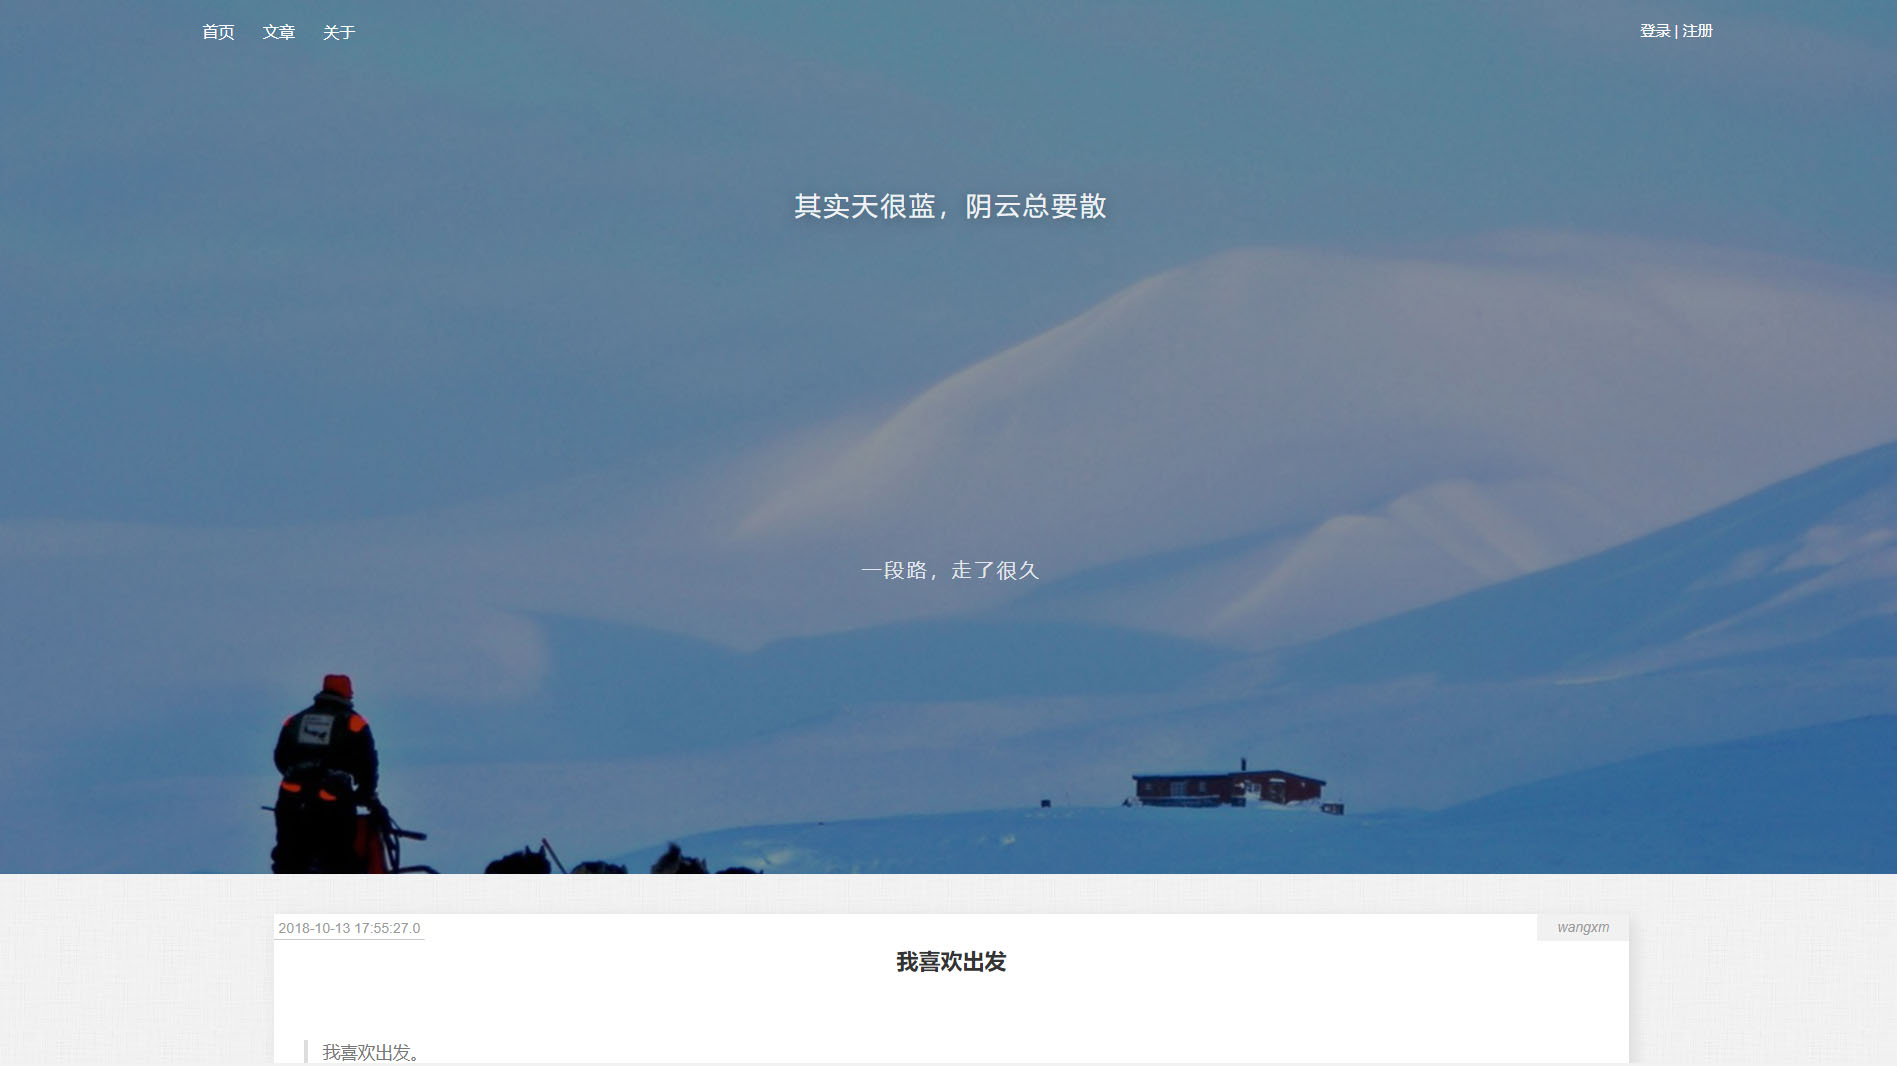 首页 文章 关于 登录 | 注册
其实天很蓝，阴云总要散
一段路，走了很久
2018-10-13 17:55:27.0 wangxm
我喜欢出发
我喜欢出发。